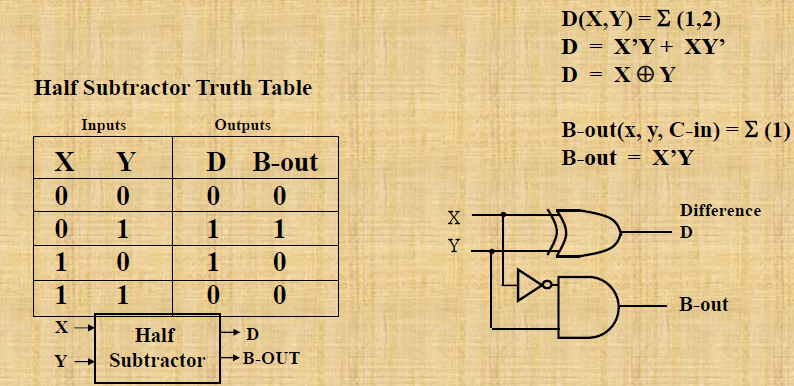 D(X,Y) = Σ (1,2)
D = X’Y + XY’
D = X ⊕ Y
Half Subtractor Truth Table
Inputs Outputs
X Y D B-out
0 0 0 0
0 1 1 1
1 0 1 0
1 1 0 0
B-out(x, y, C-in) = Σ (1)
B-out = X’Y
X
Y
Difference
D
B-out
X
Y
Half
Subtractor
D
B-OUT